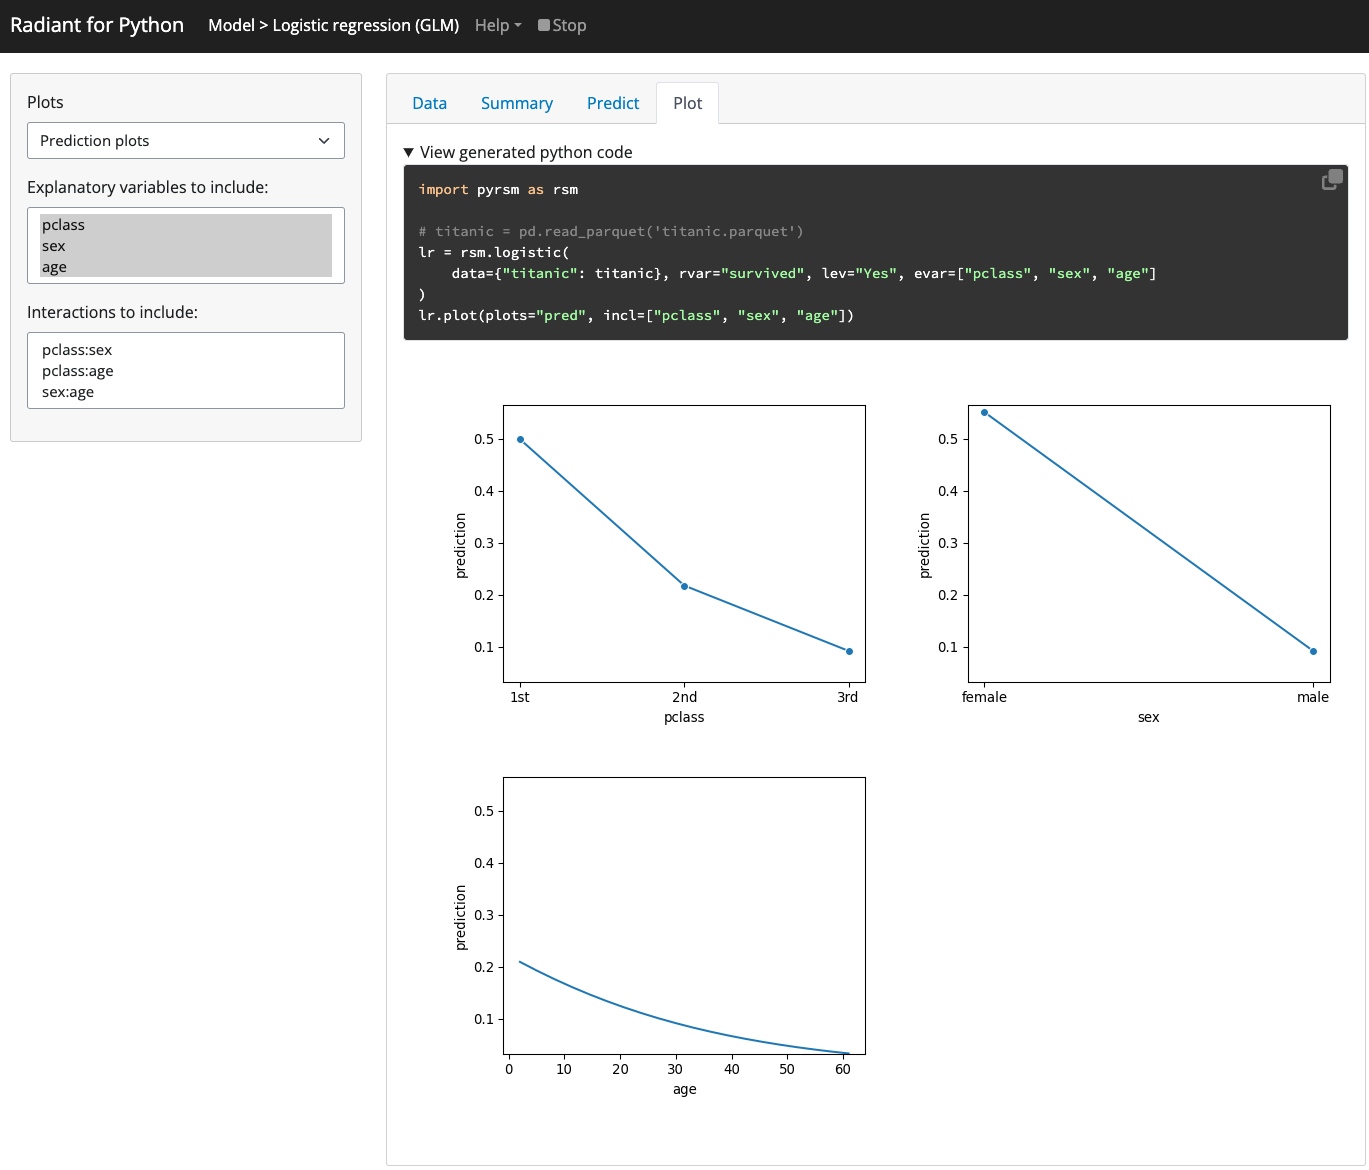 Radiant for Python Model > Logistic regression (GLM) Help Stop
Plots
Prediction plots
Explanatory variables to include:
pclass
sex
age
Interactions to include:
pclass:sex
pclass:age
sex:age
Data Summary Predict Plot
▼ View generated python code
import pyrsm as rsm
# titanic = pd.read_parquet('titanic.parquet')
lr = rsm.logistic(
    data={"titanic": titanic}, rvar="survived", lev="Yes", evar=["pclass", "sex", "age"]
)
lr.plot(plots="pred", incl=["pclass", "sex", "age"])
0.5
0.4
0.3
0.2
0.1
prediction
1st 2nd 3rd
pclass
0.5
0.4
0.3
0.2
0.1
prediction
female male
sex
0.5
0.4
0.3
0.2
0.1
prediction
0 10 20 30 40 50 60
age